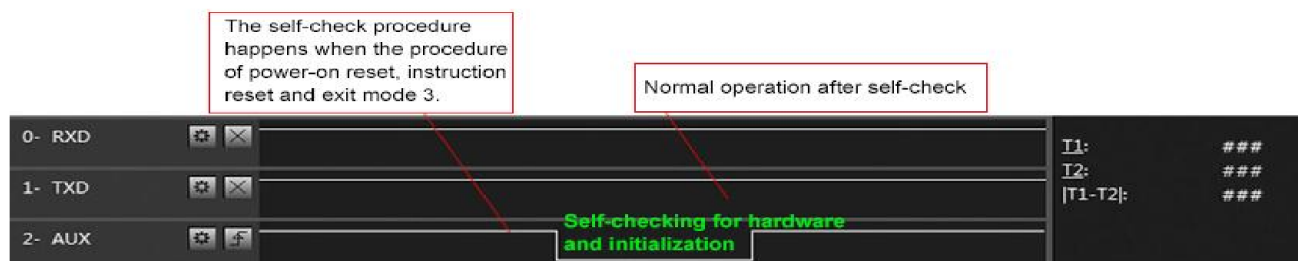 The self-check procedure
happens when the procedure
of power-on reset, instruction
reset and exit mode 3.
Normal operation after self-check
0- RXD
T1: ###
T2: ###
1- TXD
|T1-T2|: ###
Self-checking for hardware
2- AUX
and initialization